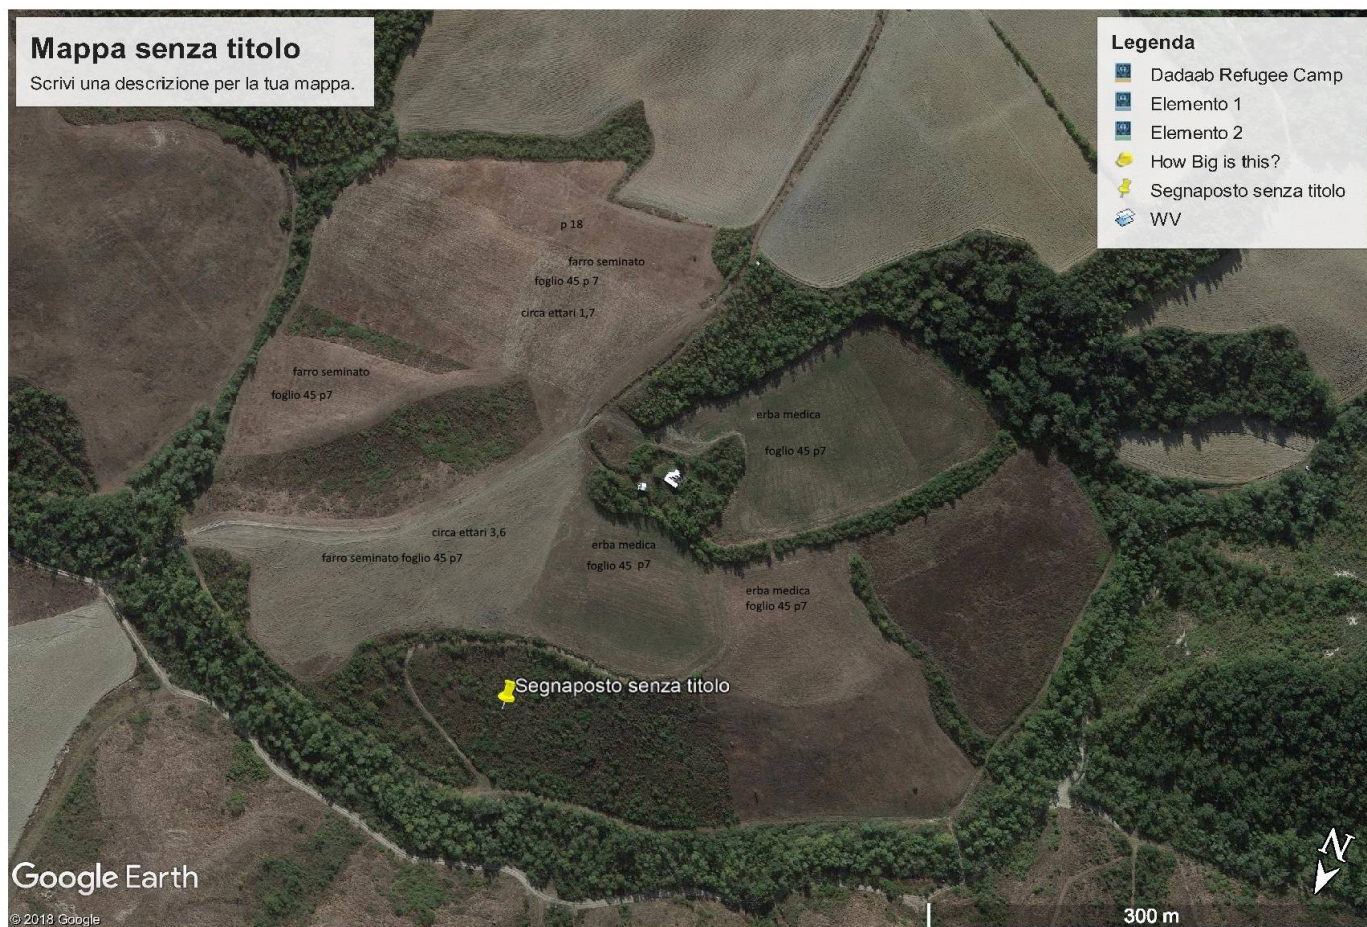 Mappa senza titolo
Scrivi una descrizione per la tua mappa.
Legenda
Dadaab Refugee Camp
Elemento 1
Elemento 2
How Big is this?
Segnaposto senza titolo
WV
p 18
farro seminato
foglio 45 p 7
circa ettari 1,7
farro seminato
foglio 45 p7
erba medica
foglio 45 p7
circa ettari 3,6
farro seminato foglio 45 p7
erba medica
foglio 45 p7
erba medica
foglio 45 p7
Segnaposto senza titolo
Google Earth
© 2018 Google
N
300 m